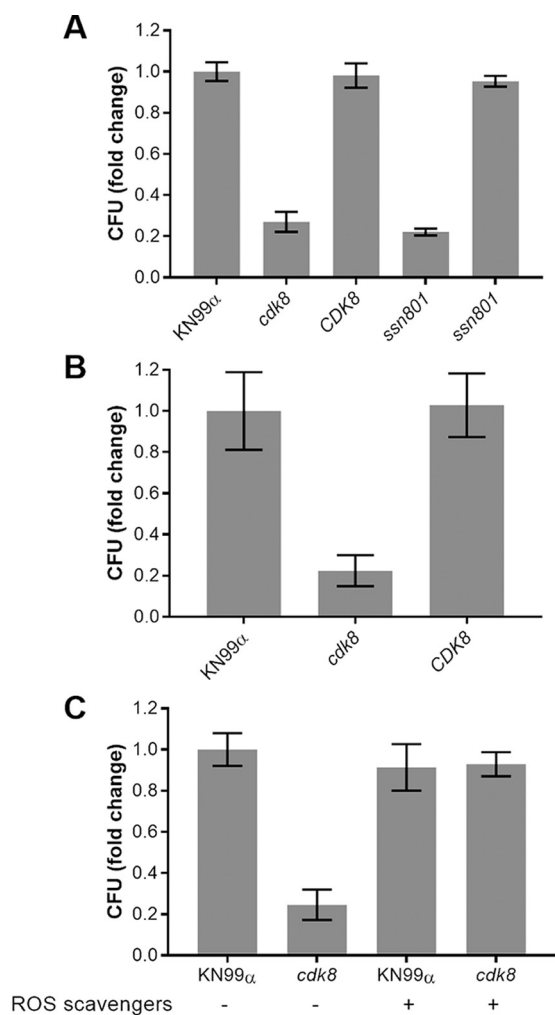 A
CFU (fold change)
1.2
1.0
0.8
0.6
0.4
0.2
0.0
KN99α cdk8 CDK8 ssn801 ssn801
B
CFU (fold change)
1.2
1.0
0.8
0.6
0.4
0.2
0.0
KN99α cdk8 CDK8
C
CFU (fold change)
1.2
1.0
0.8
0.6
0.4
0.2
0.0
KN99α cdk8 KN99α cdk8
ROS scavengers - - + +